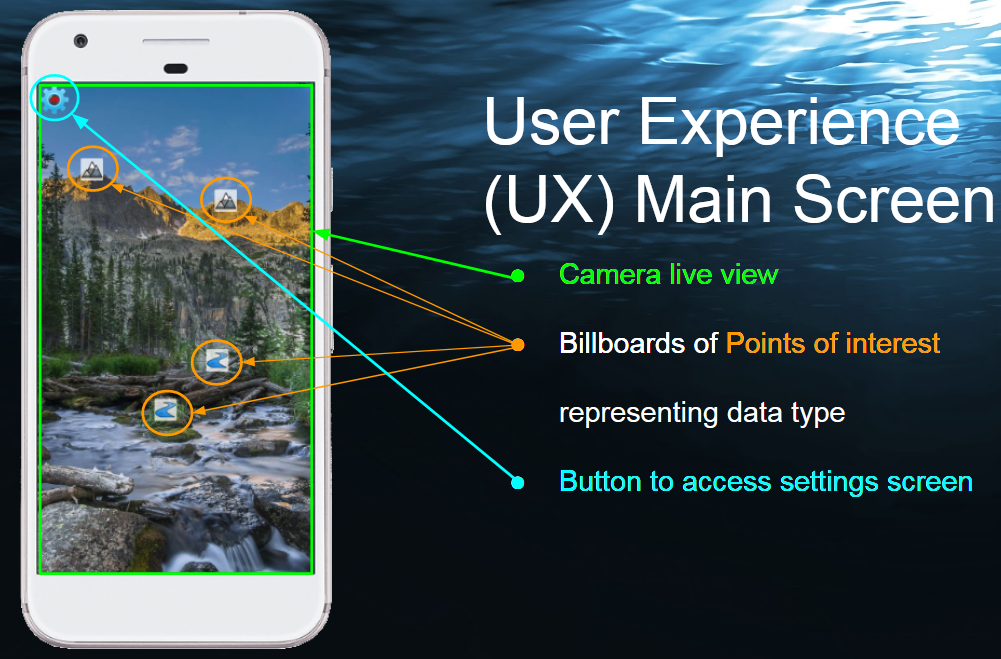 User Experience
(UX) Main Screen
Camera live view
Billboards of Points of interest
representing data type
Button to access settings screen